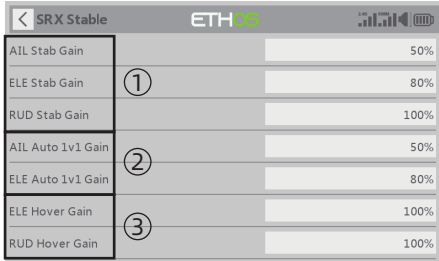 SRX Stable
ETHOS
AIL Stab Gain
50%
ELE Stab Gain
①
80%
RUD Stab Gain
100%
AIL Auto 1v1 Gain
50%
②
ELE Auto 1v1 Gain
80%
ELE Hover Gain
100%
③
RUD Hover Gain
100%